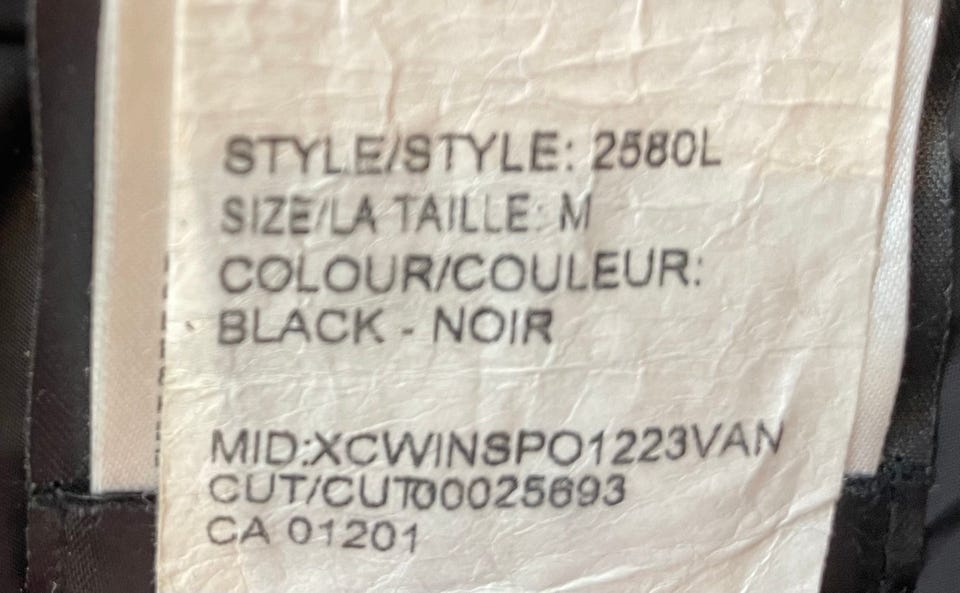 STYLE/STYLE: 2580L
SIZE/LA TAILLE: M
COLOUR/COULEUR:
BLACK - NOIR
MID:XCWINSPO1223VAN
CUT/CUT00025693
CA 01201